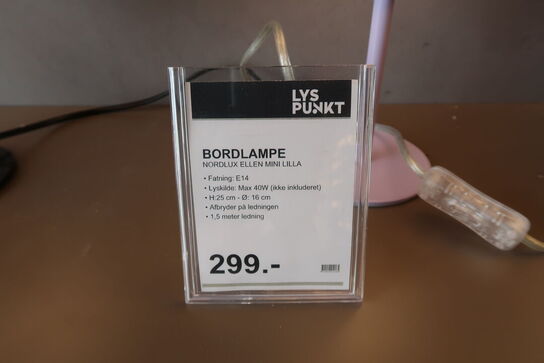 LYS
PUNKT
BORDLAMPE
NORDLUX ELLEN MINI LILLA
• Fatning: E14
• Lyskilde: Max 40W (ikke inkluderet)
• H:25 cm - Ø: 16 cm
• Afbryder på ledningen
• 1,5 meter ledning
299.-